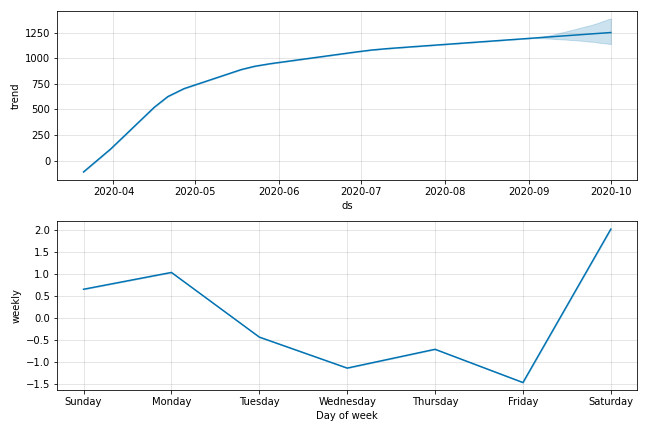 1250
1000
750
500
250
0
trend
2020-04 2020-05 2020-06 2020-07 2020-08 2020-09 2020-10
ds
2.0
1.5
1.0
0.5
0.0
−0.5
−1.0
−1.5
weekly
Sunday Monday Tuesday Wednesday Thursday Friday Saturday
Day of week